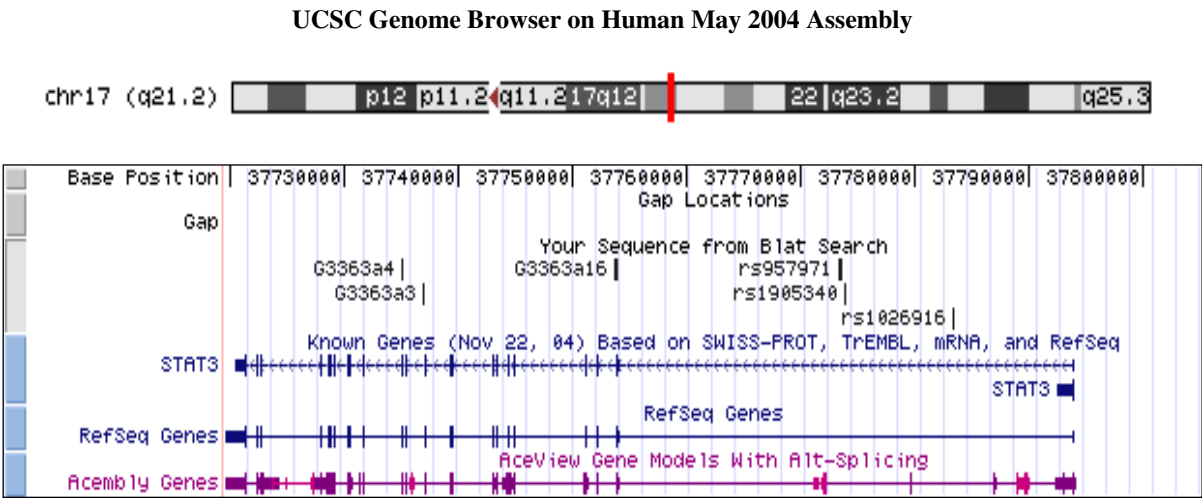 UCSC Genome Browser on Human May 2004 Assembly
chr17 (q21.2) p12 p11.2 q11.2 17q12 22 q23.2 q25.3
Base Position | 37730000| 37740000| 37750000| 37760000| 37770000| 37780000| 37790000| 37800000|
Gap Locations
Gap
Your Sequence from Blat Search
G3363a4 G3363a16 rs957971
G3363a3 rs1905340
rs1026916
Known Genes (Nov 22, 04) Based on SWISS-PROT, TrEMBL, mRNA, and RefSeq
STAT3
STAT3
RefSeq Genes
RefSeq Genes
AceView Gene Models With Alt-Splicing
Acembly Genes